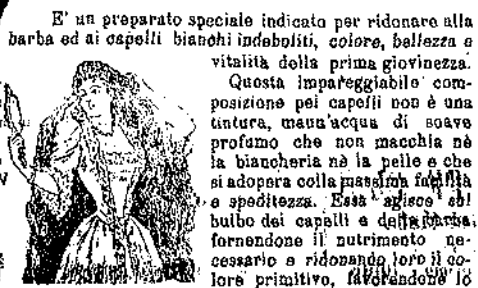 E' un preparato speciale indicato per ridonare alla
barba ed ai capelli bianchi indeboliti, colore, bellezza e
vitalità della prima giovinezza.
Questa impareggiabile com-
posizione pei capelli non è una
tintura, ma un'acqua di soave
profumo che non macchia nè
la biancheria nè la pelle e che
si adopera colla massima facilità
e speditezza. Essa agisce sul
bulbo dei capelli e della barba
fornendone il nutrimento ne-
cessario e ridonando loro il co-
lore primitivo, favorendone lo